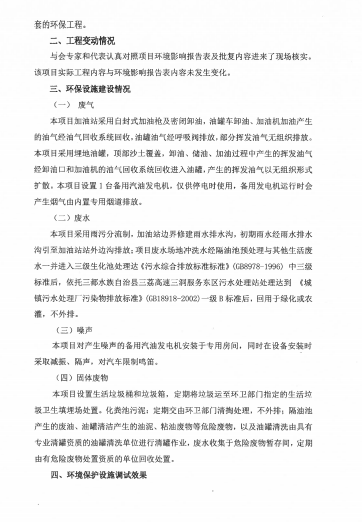 套的环保工程。
二、工程变动情况
与会专家和代表认真对照项目环境影响报告表及批复内容进来了现场核实。
该项目实际工程内容与环境影响报告表内容未发生变化。
三、环保设施建设情况
（一）废气
本项目加油站采用自封式加油枪及密闭卸油，油罐车卸油、加油机加油产生
的油气经油气回收系统回收。油罐油气经呼吸阀排放，部分挥发油气无组织排放。
本项目采用埋地油罐，顶部沙土覆盖，卸油、储油、加油过程中产生的挥发油气
经卸油口和加油机的油气回收系统回收进入油罐，产生的挥发油气以无组织形式
扩散。本项目设置 1 台备用汽油发电机，仅供停电时使用，备用发电机运行时会
产生烟气由内置专用烟道排放。
（二）废水
本项目采用雨污分流制，加油站边界修建雨水排水沟，初期雨水经雨水排水
沟引至加油站站外边沟排放；项目废水场地冲洗水经隔油池预处理与其他生活废
水一并进入三级生化池处理达《污水综合排放标准标准》(GB8978-1996) 中三级
标准后，依托三都水族自治县三荔高速三洞服务东区污水处理站处理达到 《城
镇污水处理厂污染物排放标准》(GB18918-2002)一级 B 标准后，回用于绿化或农
灌，不外排。
（三）噪声
本项目对产生噪声的备用汽油发电机安装于专用房间，同时在设备安装时
采取减振、隔声。对汽车限制鸣笛。
（四）固体废物
本项目设置生活垃圾桶和垃圾箱，定期将垃圾运至环卫部门指定的生活垃
圾卫生填埋场处置。化粪池污泥：定期交由环卫部门清掏处理，不外排；隔油池
产生的废油、油罐清洁产生的油泥、粘油废物等危险废物，以及油罐清洗由具有
专业清罐资质的油罐清洗单位进行清罐作业，废水收集于危险废物暂存间，定期
由有危险废物处置资质的单位回收处置。
四、环境保护设施调试效果